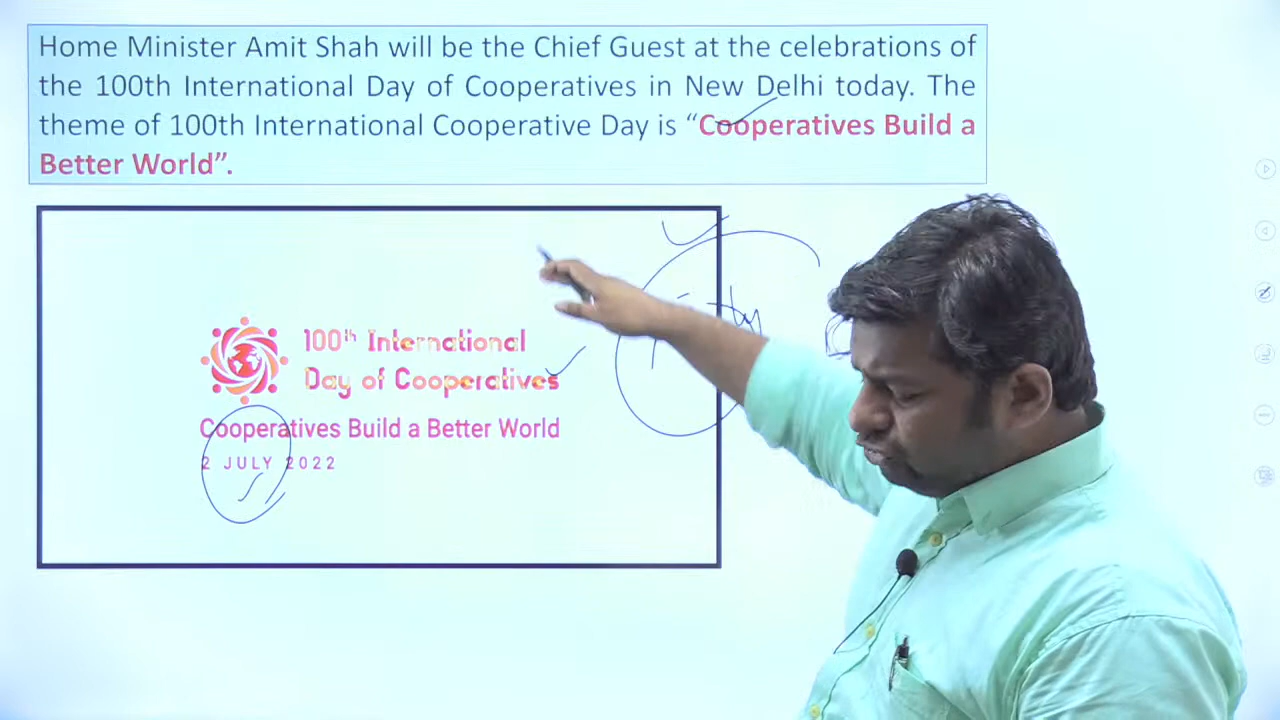 Home Minister Amit Shah will be the Chief Guest at the celebrations of
the 100th International Day of Cooperatives in New Delhi today. The
theme of 100th International Cooperative Day is “Cooperatives Build a
Better World”.
100th International
Day of Cooperatives
Cooperatives Build a Better World
2 JULY 2022